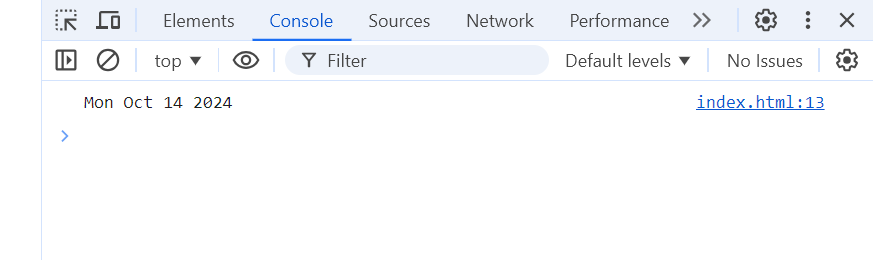 Elements Console Sources Network Performance
top Filter Default levels No Issues
Mon Oct 14 2024 index.html:13